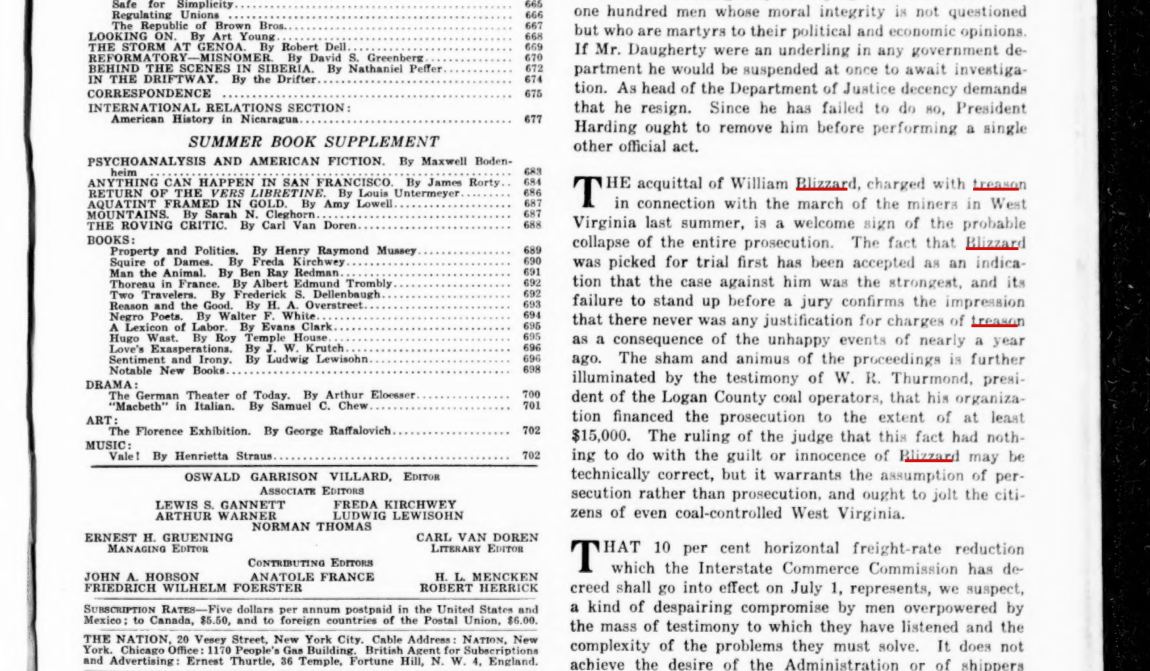 Safe for Simplicity........ 665
Regulating Unions ........ 666
The Republic of Brown Bros........ 667
LOOKING ON. By Art Young........ 668
THE STORM AT GENOA. By Robert Dell........ 669
REFORMATORY—MISNOMER. By David S. Greenberg........ 670
BEHIND THE SCENES IN SIBERIA. By Nathaniel Peffer........ 672
IN THE DRIFTWAY. By the Drifter........ 674
CORRESPONDENCE ........ 675
INTERNATIONAL RELATIONS SECTION:
American History in Nicaragua........ 677
SUMMER BOOK SUPPLEMENT
PSYCHOANALYSIS AND AMERICAN FICTION. By Maxwell Boden-
heim ........ 683
ANYTHING CAN HAPPEN IN SAN FRANCISCO. By James Rorty.. 684
RETURN OF THE VERS LIBRETINE. By Louis Untermeyer........ 686
AQUATINT FRAMED IN GOLD. By Amy Lowell........ 687
MOUNTAINS. By Sarah N. Cleghorn........ 687
THE ROVING CRITIC. By Carl Van Doren........ 688
BOOKS:
Property and Politics. By Henry Raymond Mussey........ 689
Squire of Dames. By Freda Kirchwey........ 690
Man the Animal. By Ben Ray Redman........ 691
Thoreau in France. By Albert Edmund Trombly........ 692
Two Travelers. By Frederick S. Dellenbaugh........ 692
Reason and the Good. By H. A. Overstreet........ 693
Negro Poets. By Walter F. White........ 694
A Lexicon of Labor. By Evans Clark........ 695
Hugo Wast. By Roy Temple House........ 695
Love's Exasperations. By J. W. Krutch........ 696
Sentiment and Irony. By Ludwig Lewisohn........ 696
Notable New Books........ 698
DRAMA:
The German Theater of Today. By Arthur Eloesser........ 700
"Macbeth" in Italian. By Samuel C. Chew........ 701
ART:
The Florence Exhibition. By George Raffalovich........ 702
MUSIC:
Vale! By Henrietta Straus........ 702
OSWALD GARRISON VILLARD, EDITOR
ASSOCIATE EDITORS
LEWIS S. GANNETT FREDA KIRCHWEY
ARTHUR WARNER LUDWIG LEWISOHN
NORMAN THOMAS
ERNEST H. GRUENING CARL VAN DOREN
MANAGING EDITOR LITERARY EDITOR
CONTRIBUTING EDITORS
JOHN A. HOBSON ANATOLE FRANCE H. L. MENCKEN
FRIEDRICH WILHELM FOERSTER ROBERT HERRICK
SUBSCRIPTION RATES—Five dollars per annum postpaid in the United States and
Mexico; to Canada, $5.50, and to foreign countries of the Postal Union, $6.00.
THE NATION, 20 Vesey Street, New York City. Cable Address: NATION, New
York. Chicago Office: 1170 People's Gas Building. British Agent for Subscriptions
and Advertising: Ernest Thurtle, 36 Temple, Fortune Hill, N. W. 4, England.
one hundred men whose moral integrity is not questioned
but who are martyrs to their political and economic opinions.
If Mr. Daugherty were an underling in any government de-
partment he would be suspended at once to await investiga-
tion. As head of the Department of Justice decency demands
that he resign. Since he has failed to do so, President
Harding ought to remove him before performing a single
other official act.
THE acquittal of William Blizzard, charged with treason
in connection with the march of the miners in West
Virginia last summer, is a welcome sign of the probable
collapse of the entire prosecution. The fact that Blizzard
was picked for trial first has been accepted as an indica-
tion that the case against him was the strongest, and its
failure to stand up before a jury confirms the impression
that there never was any justification for charges of treason
as a consequence of the unhappy events of nearly a year
ago. The sham and animus of the proceedings is further
illuminated by the testimony of W. R. Thurmond, presi-
dent of the Logan County coal operators, that his organiza-
tion financed the prosecution to the extent of at least
$15,000. The ruling of the judge that this fact had noth-
ing to do with the guilt or innocence of Blizzard may be
technically correct, but it warrants the assumption of per-
secution rather than prosecution, and ought to jolt the citi-
zens of even coal-controlled West Virginia.
THAT 10 per cent horizontal freight-rate reduction
which the Interstate Commerce Commission has de-
creed shall go into effect on July 1, represents, we suspect,
a kind of despairing compromise by men overpowered by
the mass of testimony to which they have listened and the
complexity of the problems they must solve. It does not
achieve the desire of the Administration or of shippers